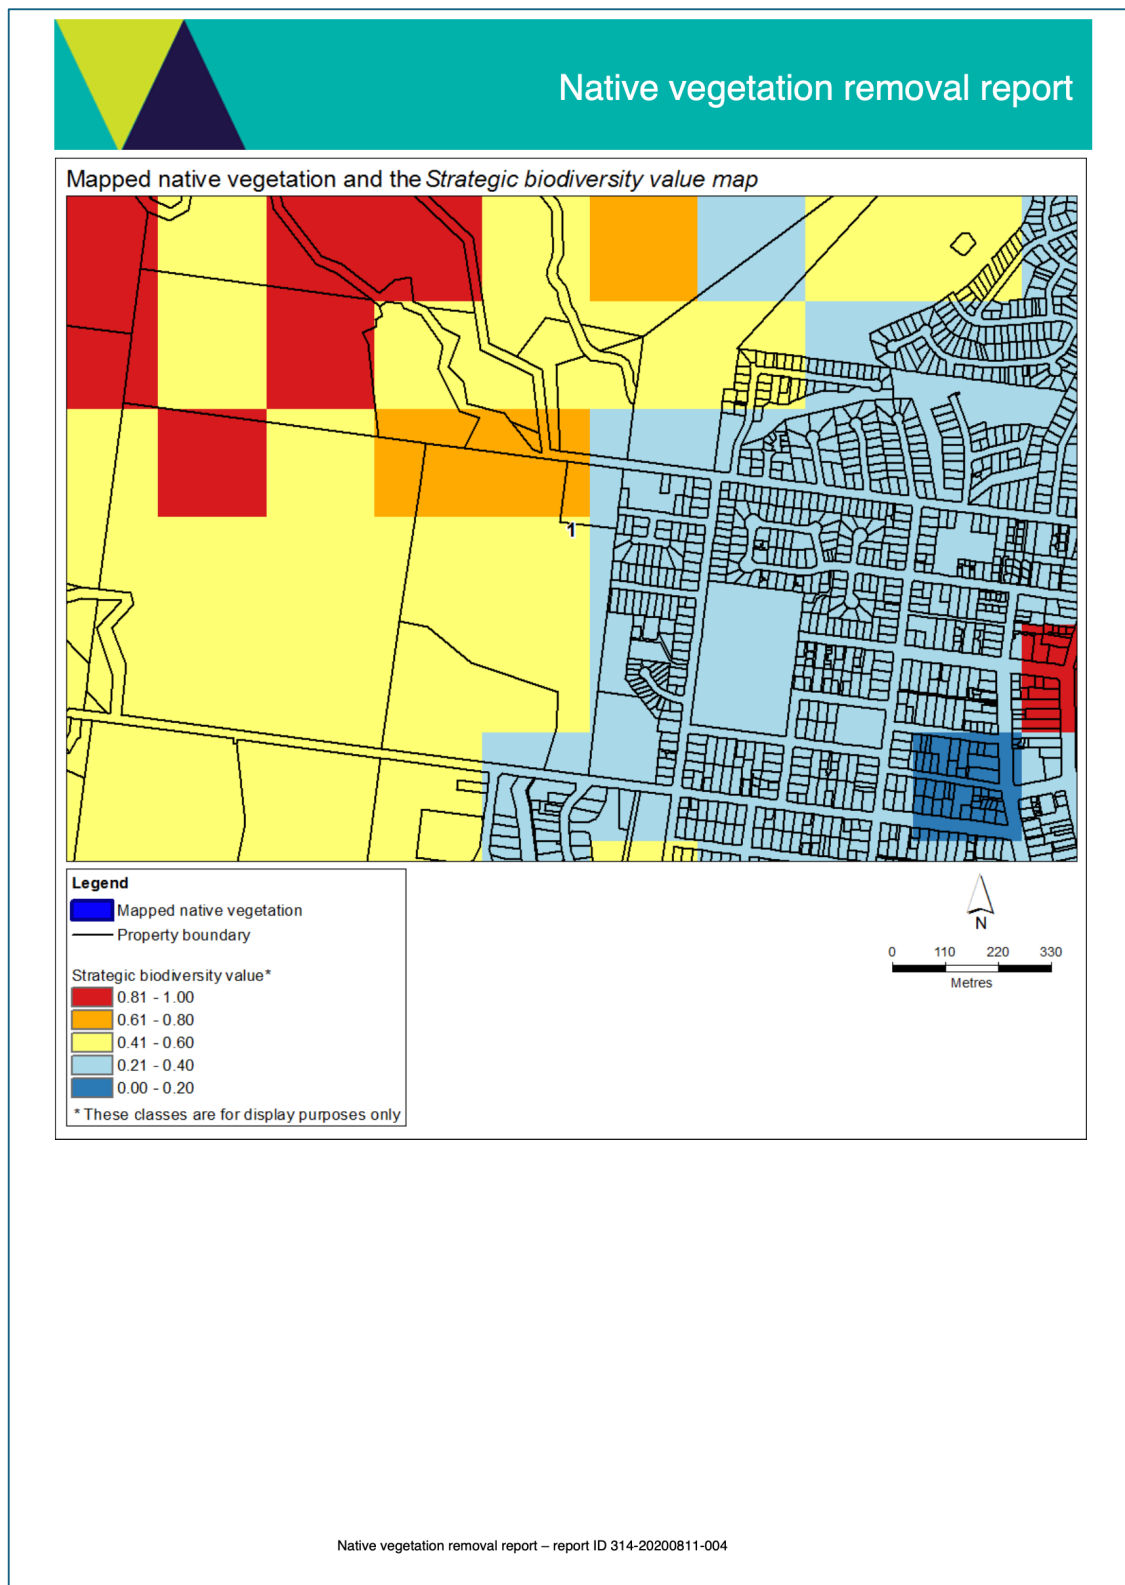 Native vegetation removal report
Mapped native vegetation and the Strategic biodiversity value map
1
Legend
Mapped native vegetation
Property boundary
Strategic biodiversity value*
0.81 - 1.00
0.61 - 0.80
0.41 - 0.60
0.21 - 0.40
0.00 - 0.20
* These classes are for display purposes only
N
0 110 220 330
Metres
Native vegetation removal report – report ID 314-20200811-004